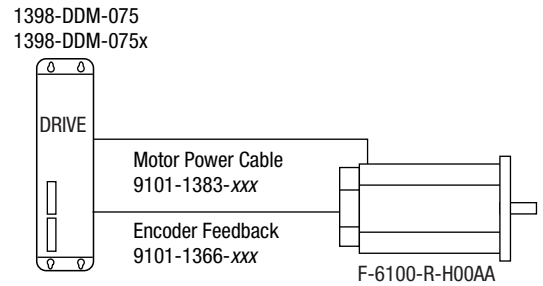 1398-DDM-075
1398-DDM-075x
DRIVE
Motor Power Cable
9101-1383-xxx
Encoder Feedback
9101-1366-xxx
F-6100-R-H00AA